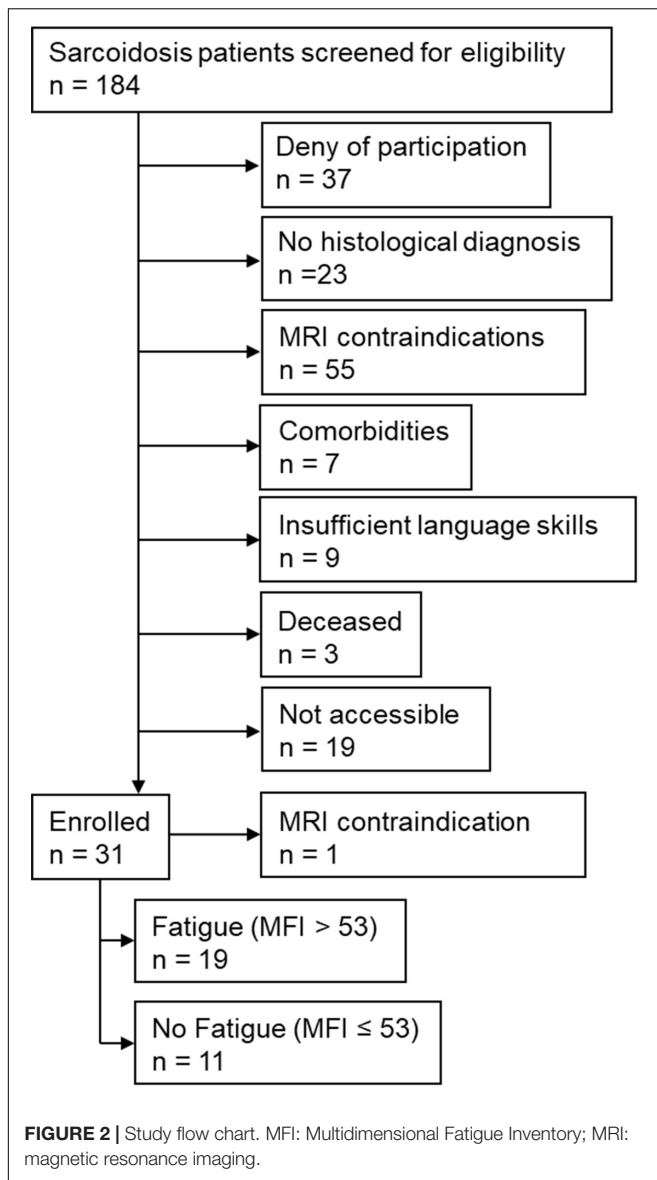 Sarcoidosis patients screened for eligibility
n = 184
Deny of participation
n = 37
No histological diagnosis
n =23
MRI contraindications
n = 55
Comorbidities
n = 7
Insufficient language skills
n = 9
Deceased
n = 3
Not accessible
n = 19
Enrolled
n = 31
MRI contraindication
n = 1
Fatigue (MFI > 53)
n = 19
No Fatigue (MFI ≤ 53)
n = 11
FIGURE 2 | Study flow chart. MFI: Multidimensional Fatigue Inventory; MRI:
magnetic resonance imaging.